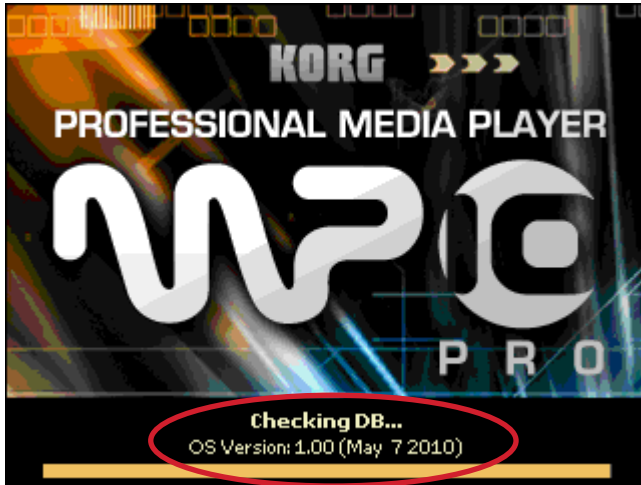 KORG
PROFESSIONAL MEDIA PLAYER
MP10
PRO
Checking DB...
OS Version: 1.00 (May 7 2010)